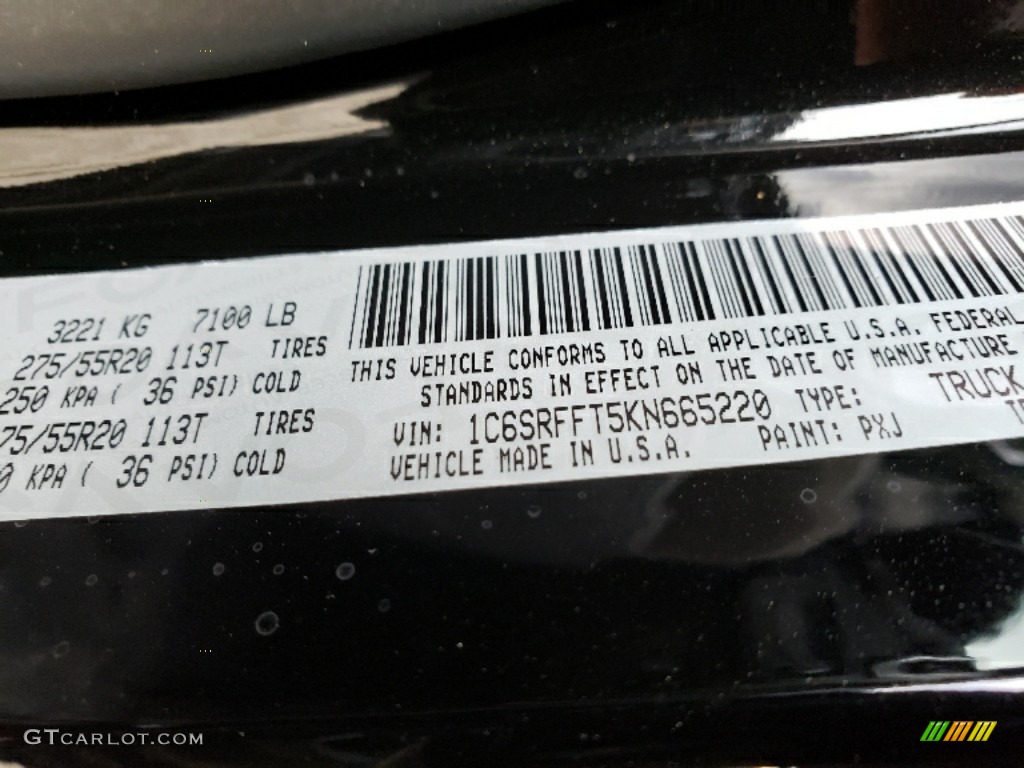 3221 KG 7100 LB
275/55R20 113T TIRES
250 KPA ( 36 PSI) COLD
75/55R20 113T TIRES
0 KPA ( 36 PSI) COLD
THIS VEHICLE CONFORMS TO ALL APPLICABLE U.S.A. FEDERAL
STANDARDS IN EFFECT ON THE DATE OF MANUFACTURE
VIN: 1C6SRFFT5KN665220 TYPE: TRUCK
VEHICLE MADE IN U.S.A. PAINT: PXJ
GTCARLOT.COM